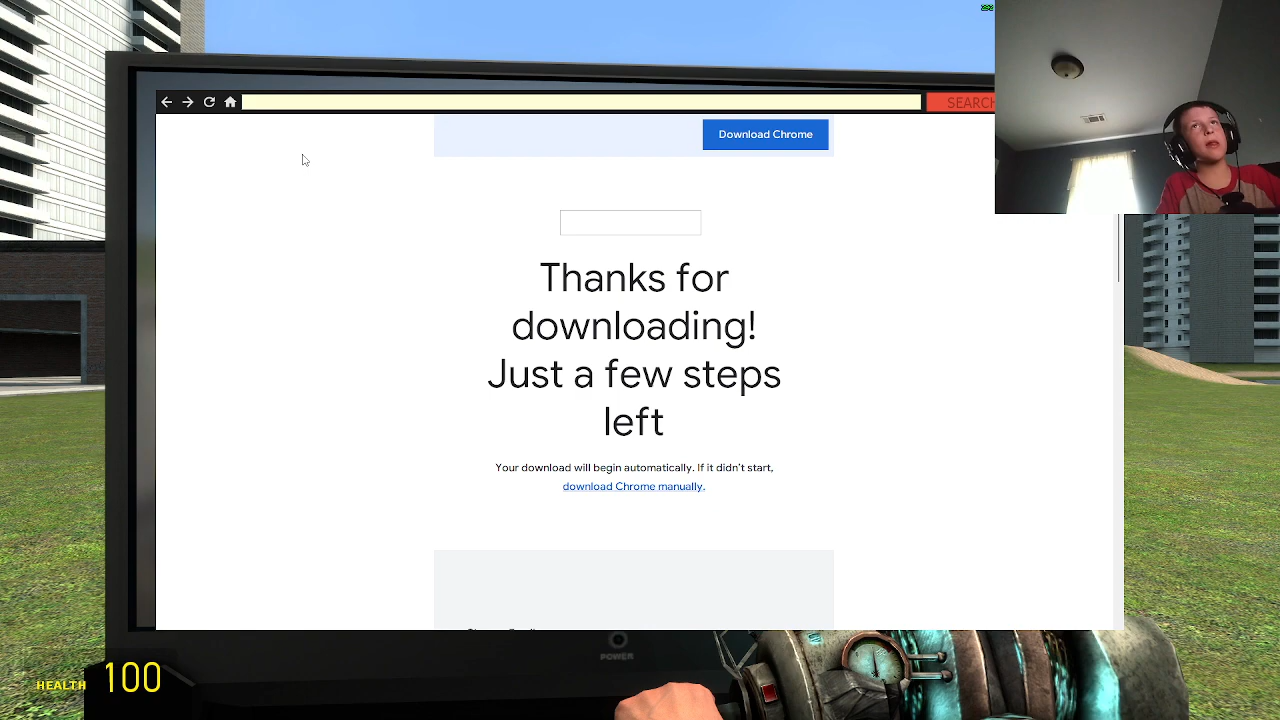 SEARCH
Download Chrome
Thanks for
downloading!
Just a few steps
left
Your download will begin automatically. If it didn't start,
download Chrome manually.
POWER
HEALTH 100